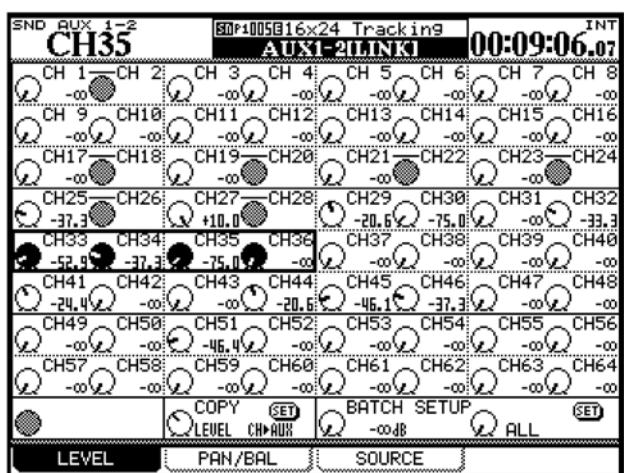 SND AUX 1-2 P1005 16x24 Tracking INT
CH35 AUX1-2[LINK] 00:09:06.07
CH 1 CH 2 CH 3 CH 4 CH 5 CH 6 CH 7 CH 8
-∞ -∞ -∞ -∞ -∞ -∞ -∞
CH 9 CH10 CH11 CH12 CH13 CH14 CH15 CH16
-∞ -∞ -∞ -∞ -∞ -∞ -∞ -∞
CH17 CH18 CH19 CH20 CH21 CH22 CH23 CH24
-∞ -∞ -∞ -∞
CH25 CH26 CH27 CH28 CH29 CH30 CH31 CH32
-37.3 +10.0 -20.6 -75.0 -∞ -33.3
CH33 CH34 CH35 CH36 CH37 CH38 CH39 CH40
-52.9 -37.3 -75.0 -∞ -∞ -∞ -∞ -∞
CH41 CH42 CH43 CH44 CH45 CH46 CH47 CH48
-24.4 -∞ -∞ -20.6 -46.1 -37.3 -∞ -∞
CH49 CH50 CH51 CH52 CH53 CH54 CH55 CH56
-∞ -∞ -46.4 -∞ -∞ -∞ -∞ -∞
CH57 CH58 CH59 CH60 CH61 CH62 CH63 CH64
-∞ -∞ -∞ -∞ -∞ -∞ -∞ -∞
COPY SET BATCH SETUP SET
LEVEL CH▶AUX -∞dB ALL
LEVEL PAN/BAL SOURCE